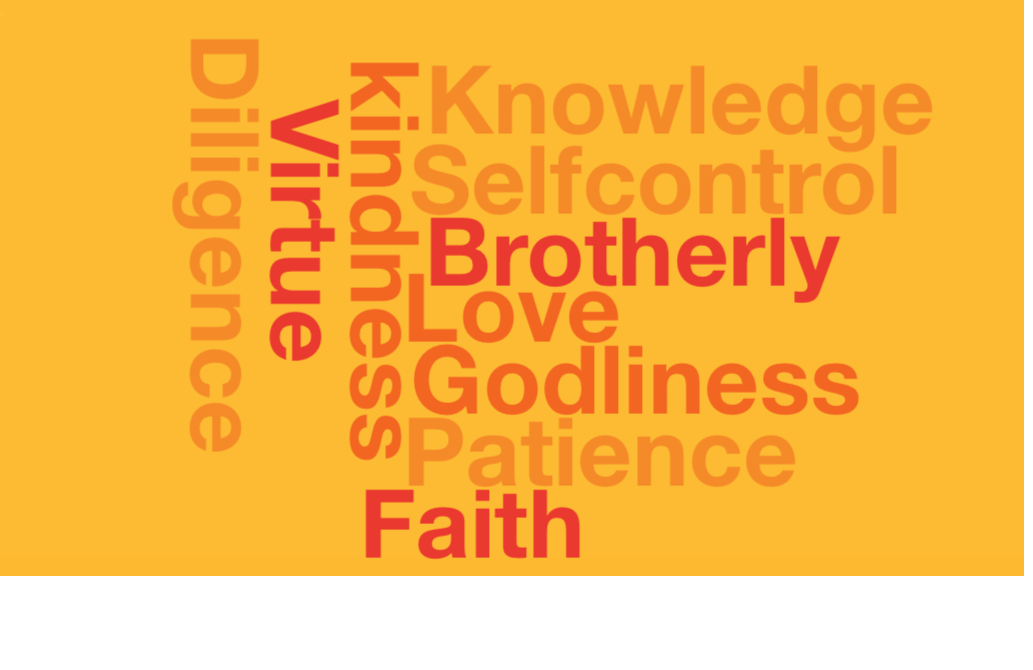 Diligence
Virtue
kindness
Knowledge
Selfcontrol
Brotherly
Love
Godliness
Patience
Faith